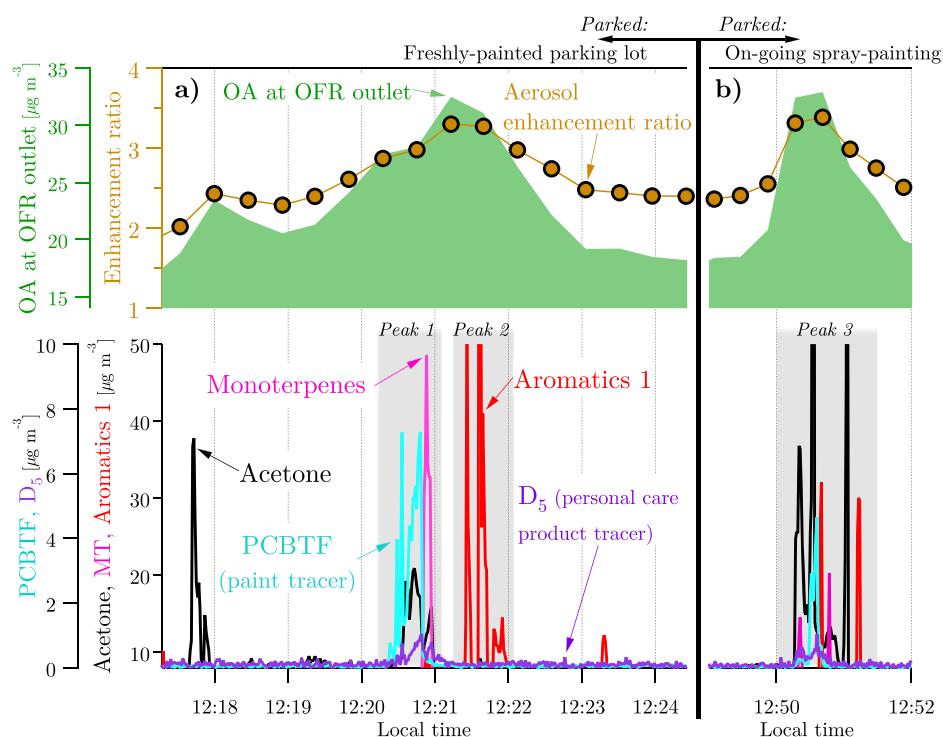 Parked: Parked:
Freshly-painted parking lot On-going spray-painting
a) b)
OA at OFR outlet
Aerosol
enhancement ratio
OA at OFR outlet [µg m⁻³]
35
30
25
20
15
Enhancement ratio
4
3
2
1
Peak 1 Peak 2 Peak 3
Monoterpenes
Aromatics 1
Acetone
D₅ (personal care
product tracer)
PCBTF
(paint tracer)
PCBTF, D₅ [µg m⁻³]
10
8
6
4
2
0
Acetone, MT, Aromatics 1 [µg m⁻³]
50
40
30
20
10
12:18 12:19 12:20 12:21 12:22 12:23 12:24 12:50 12:52
Local time Local time